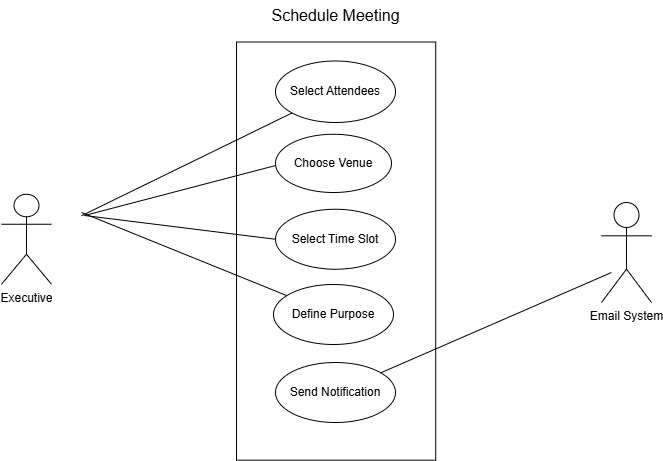 Schedule Meeting
Select Attendees
Choose Venue
Select Time Slot
Executive
Define Purpose
Email System
Send Notification